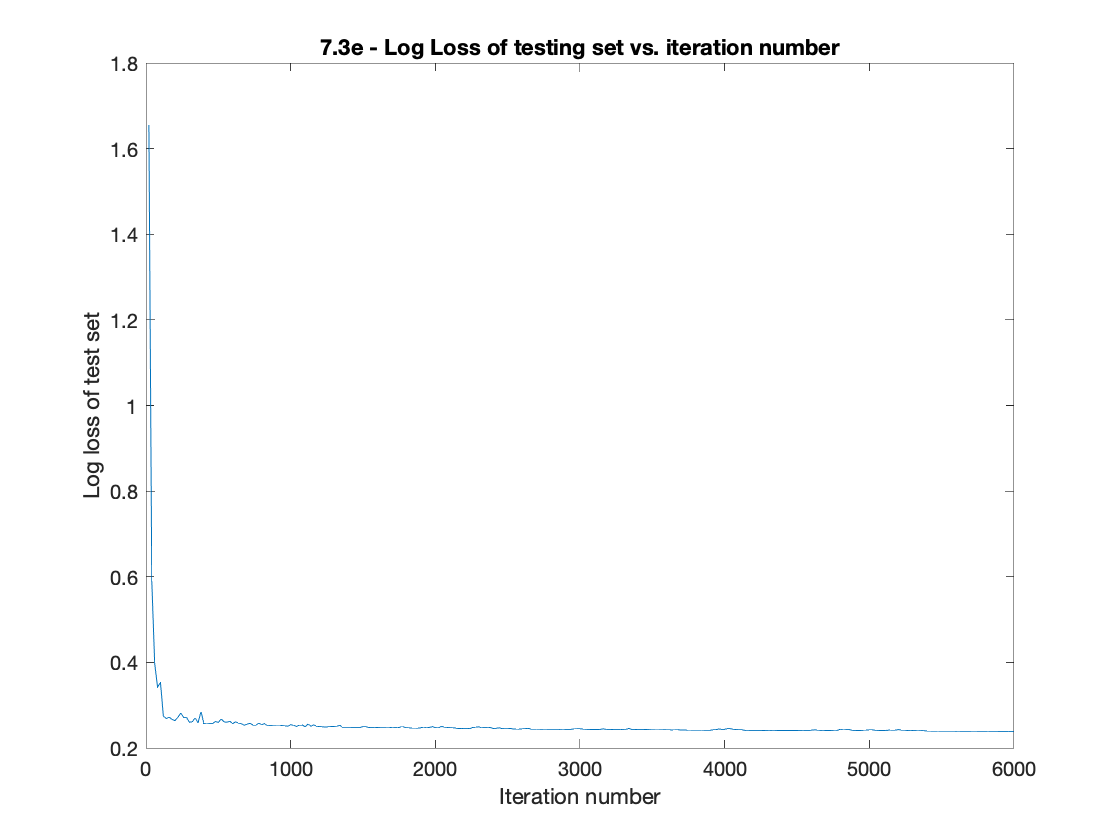 7.3e - Log Loss of testing set vs. iteration number
1.8
1.6
1.4
1.2
1
0.8
0.6
0.4
0.2
Log loss of test set
0 1000 2000 3000 4000 5000 6000
Iteration number